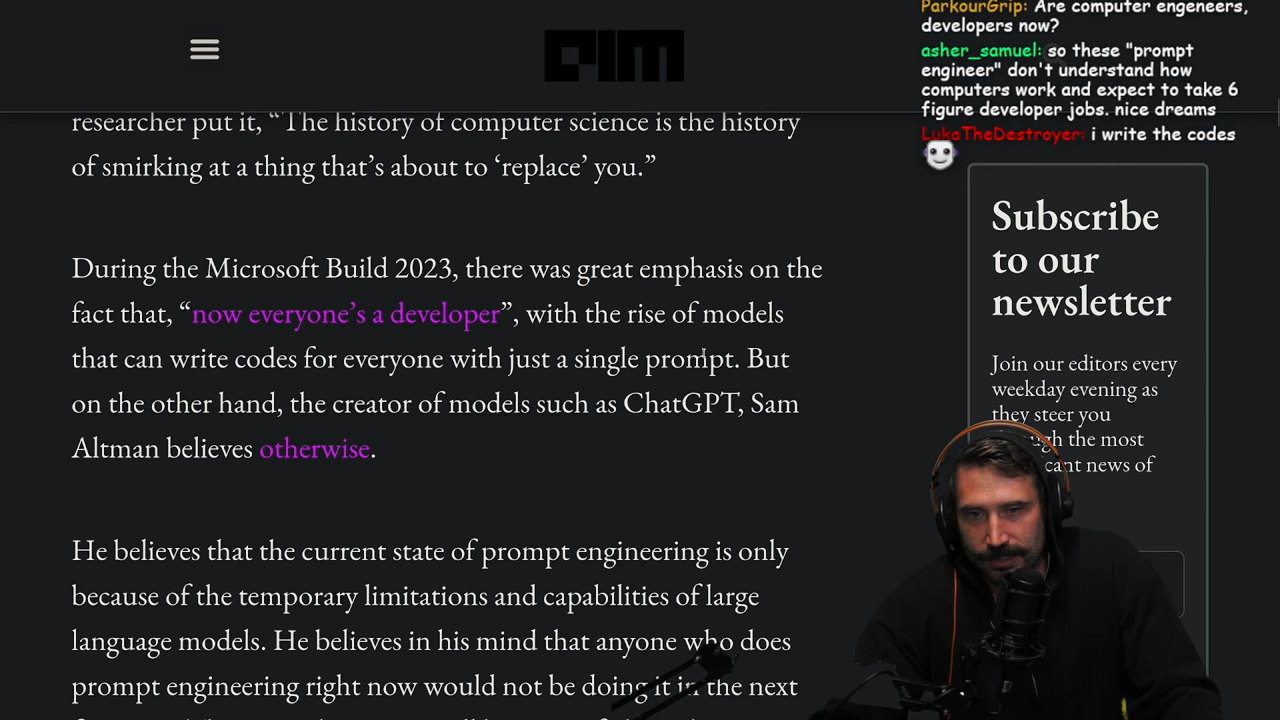 AIM
ParkourGrip: Are computer engeneers,
developers now?
asher_samuel: so these "prompt
engineer" don't understand how
computers work and expect to take 6
figure developer jobs. nice dreams
LukaTheDestroyer: i write the codes
researcher put it, “The history of computer science is the history
of smirking at a thing that’s about to ‘replace’ you.”
During the Microsoft Build 2023, there was great emphasis on the
fact that, “now everyone’s a developer”, with the rise of models
that can write codes for everyone with just a single prompt. But
on the other hand, the creator of models such as ChatGPT, Sam
Altman believes otherwise.
He believes that the current state of prompt engineering is only
because of the temporary limitations and capabilities of large
language models. He believes in his mind that anyone who does
prompt engineering right now would not be doing it in the next
Subscribe
to our
newsletter
Join our editors every
weekday evening as
they steer you
through the most
news of